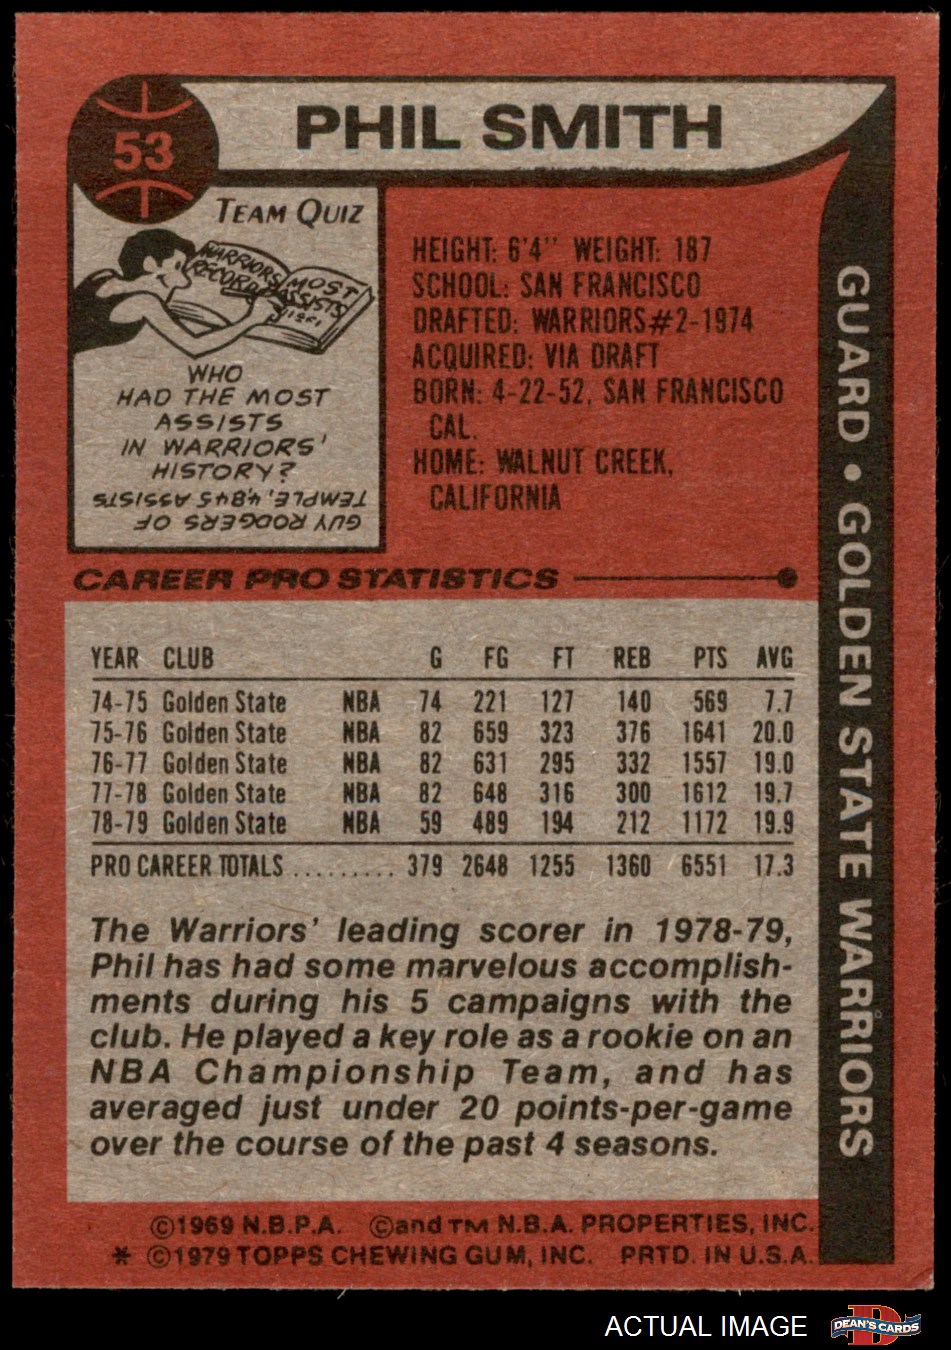 53
PHIL SMITH
TEAM QUIZ
WARRIORS RECORD
MOST ASSISTS
WHO
HAD THE MOST
ASSISTS
IN WARRIORS'
HISTORY?
GUY RODGERS OF
TEMPLE, 4,845 ASSISTS
HEIGHT: 6'4" WEIGHT: 187
SCHOOL: SAN FRANCISCO
DRAFTED: WARRIORS#2-1974
ACQUIRED: VIA DRAFT
BORN: 4-22-52, SAN FRANCISCO
CAL.
HOME: WALNUT CREEK,
CALIFORNIA
GUARD • GOLDEN STATE WARRIORS
CAREER PRO STATISTICS
YEAR CLUB G FG FT REB PTS AVG
74-75 Golden State NBA 74 221 127 140 569 7.7
75-76 Golden State NBA 82 659 323 376 1641 20.0
76-77 Golden State NBA 82 631 295 332 1557 19.0
77-78 Golden State NBA 82 648 316 300 1612 19.7
78-79 Golden State NBA 59 489 194 212 1172 19.9
PRO CAREER TOTALS ......... 379 2648 1255 1360 6551 17.3
The Warriors' leading scorer in 1978-79,
Phil has had some marvelous accomplish-
ments during his 5 campaigns with the
club. He played a key role as a rookie on an
NBA Championship Team, and has
averaged just under 20 points-per-game
over the course of the past 4 seasons.
©1969 N.B.P.A. ©and TM N.B.A. PROPERTIES, INC.
* ©1979 TOPPS CHEWING GUM, INC. PRTD. IN U.S.A.
ACTUAL IMAGE
D
DEAN'S CARDS